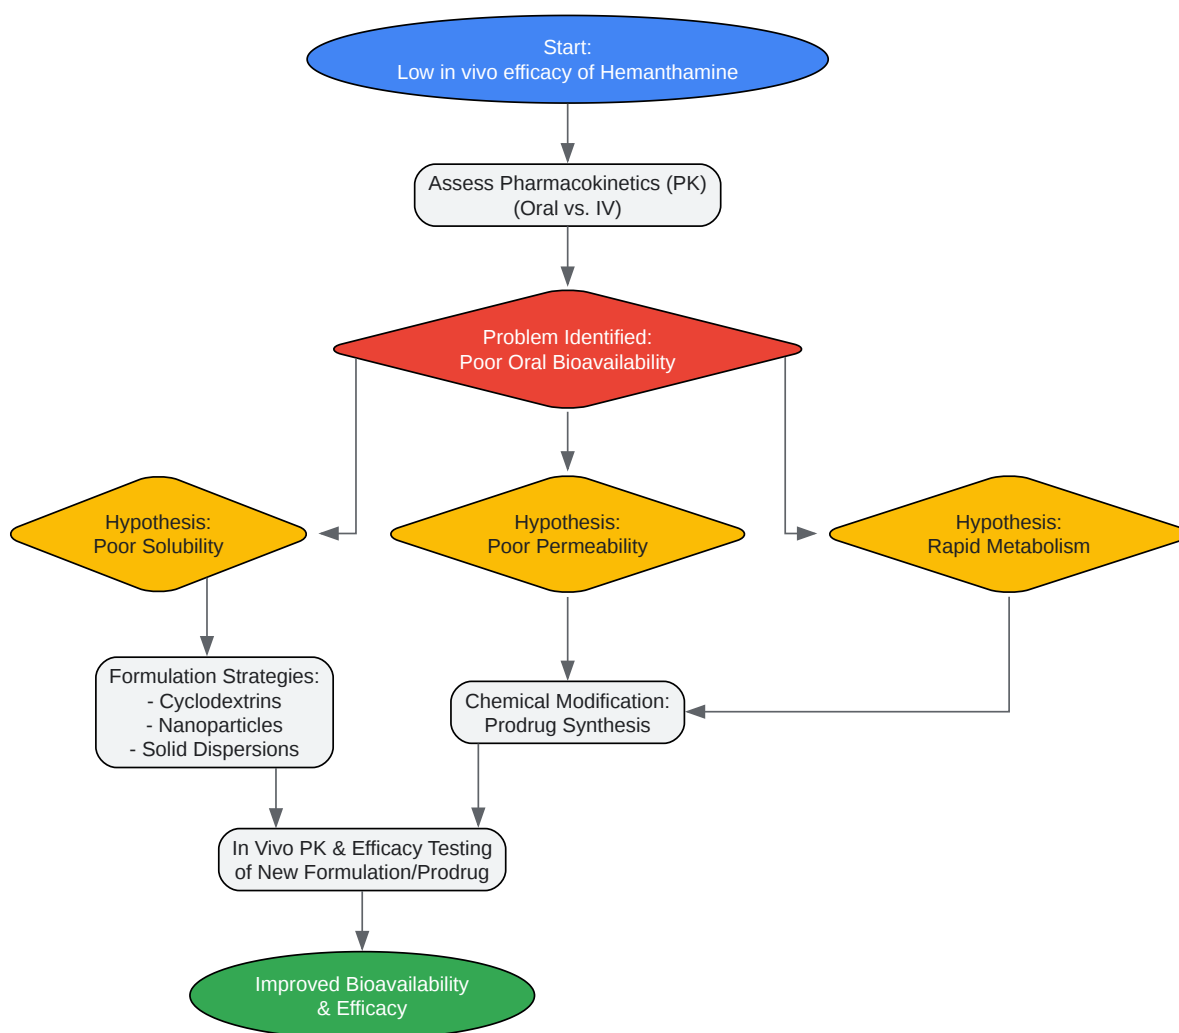 Start:
Low in vivo efficacy of Hemanthamine
Assess Pharmacokinetics (PK)
(Oral vs. IV)
Problem Identified:
Poor Oral Bioavailability
Hypothesis:
Poor Solubility
Hypothesis:
Poor Permeability
Hypothesis:
Rapid Metabolism
Formulation Strategies:
- Cyclodextrins
- Nanoparticles
- Solid Dispersions
Chemical Modification:
Prodrug Synthesis
In Vivo PK & Efficacy Testing
of New Formulation/Prodrug
Improved Bioavailability
& Efficacy